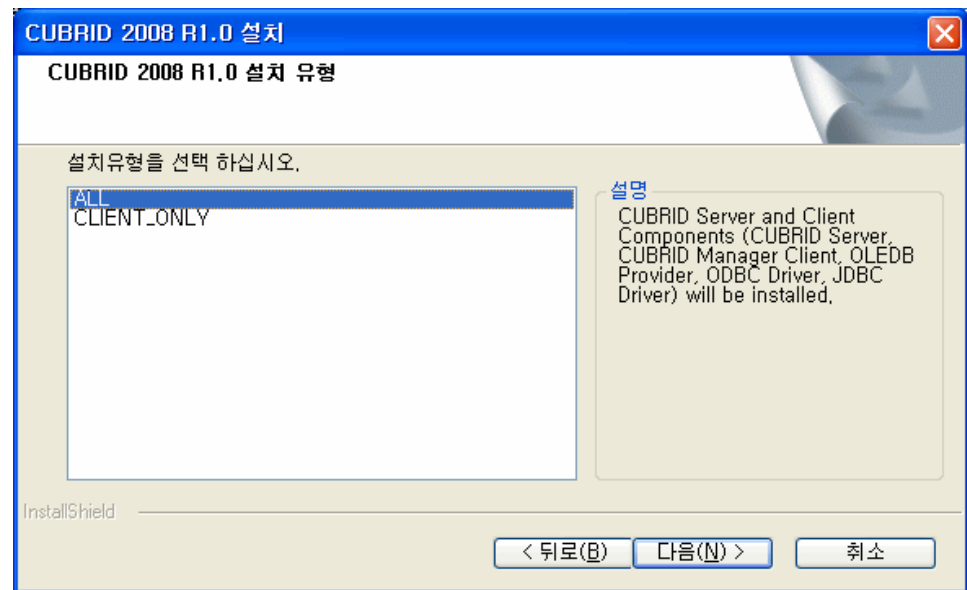 CUBRID 2008 R1.0 설치
CUBRID 2008 R1.0 설치 유형
설치유형을 선택 하십시오.
ALL
CLIENT_ONLY
설명
CUBRID Server and Client
Components (CUBRID Server,
CUBRID Manager Client, OLEDB
Provider, ODBC Driver, JDBC
Driver) will be installed.
InstallShield
< 뒤로(B) 다음(N) > 취소